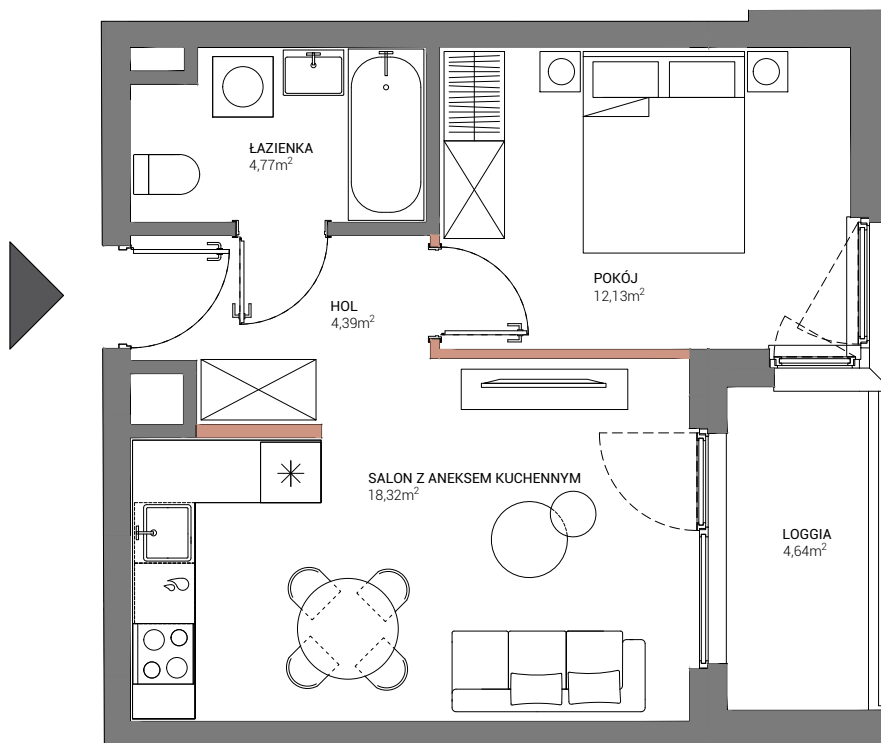 ŁAZIENKA
4,77m²
POKÓJ
12,13m²
HOL
4,39m²
SALON Z ANEKSEM KUCHENNYM
18,32m²
LOGGIA
4,64m²